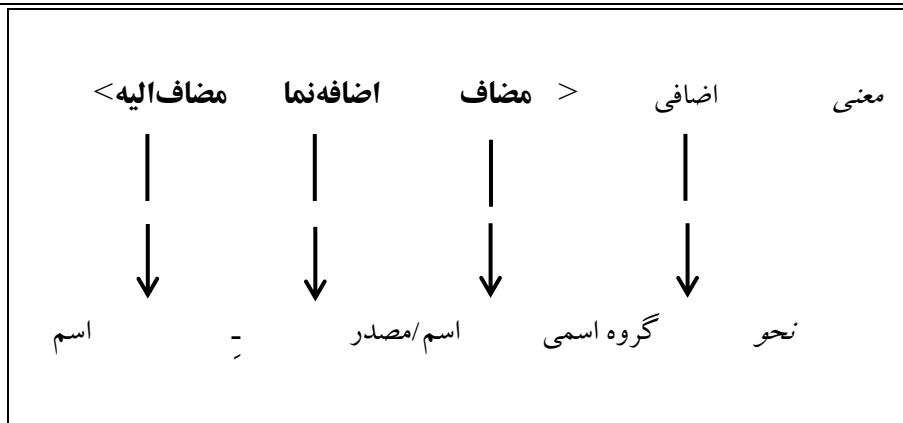 معنی اضافی < مضاف اضافه‌نما مضاف‌الیه>
نحو گروه اسمی اسم/مصدر ـِ اسم